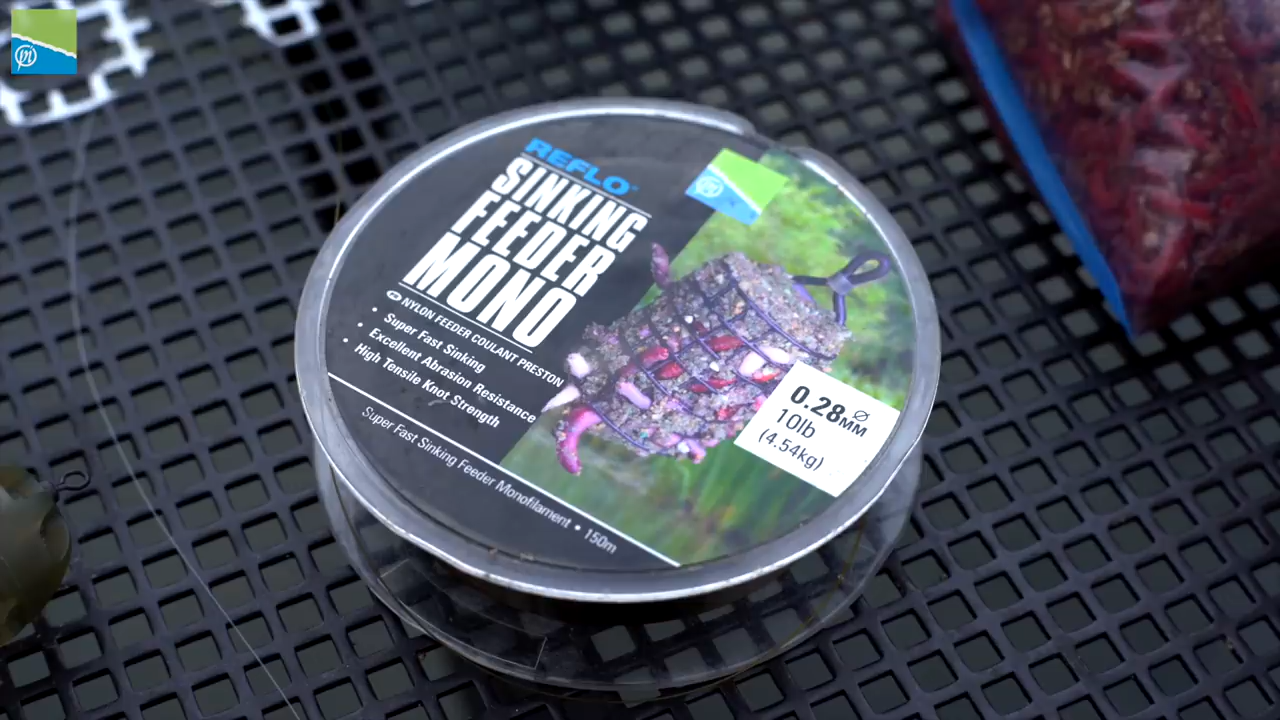 REFLO
SINKING
FEEDER
MONO
FR NYLON FEEDER COULANT PRESTON
• Super Fast Sinking
• Excellent Abrasion Resistance
• High Tensile Knot Strength
Super Fast Sinking Feeder Monofilament • 150m
0.28MM Ø
10lb
(4.54kg)